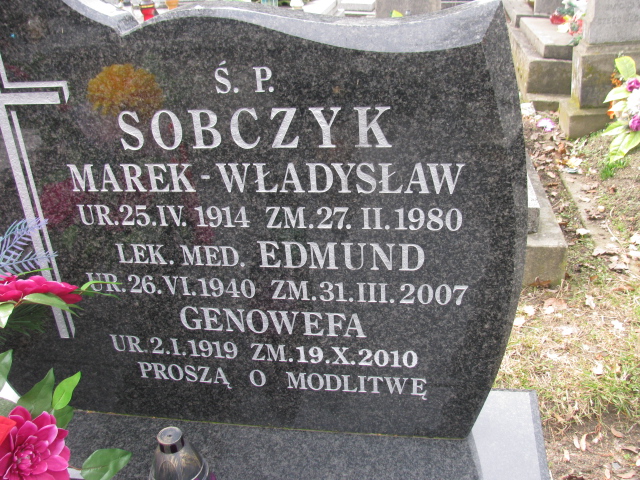 Ś. P.
SOBCZYK
MAREK-WŁADYSŁAW
UR.25.IV.1914 ZM.27.II.1980
LEK. MED. EDMUND
UR.26.VI.1940 ZM.31.III.2007
GENOWEFA
UR.2.I.1919 ZM.19.X.2010
PROSZĄ O MODLITWĘ